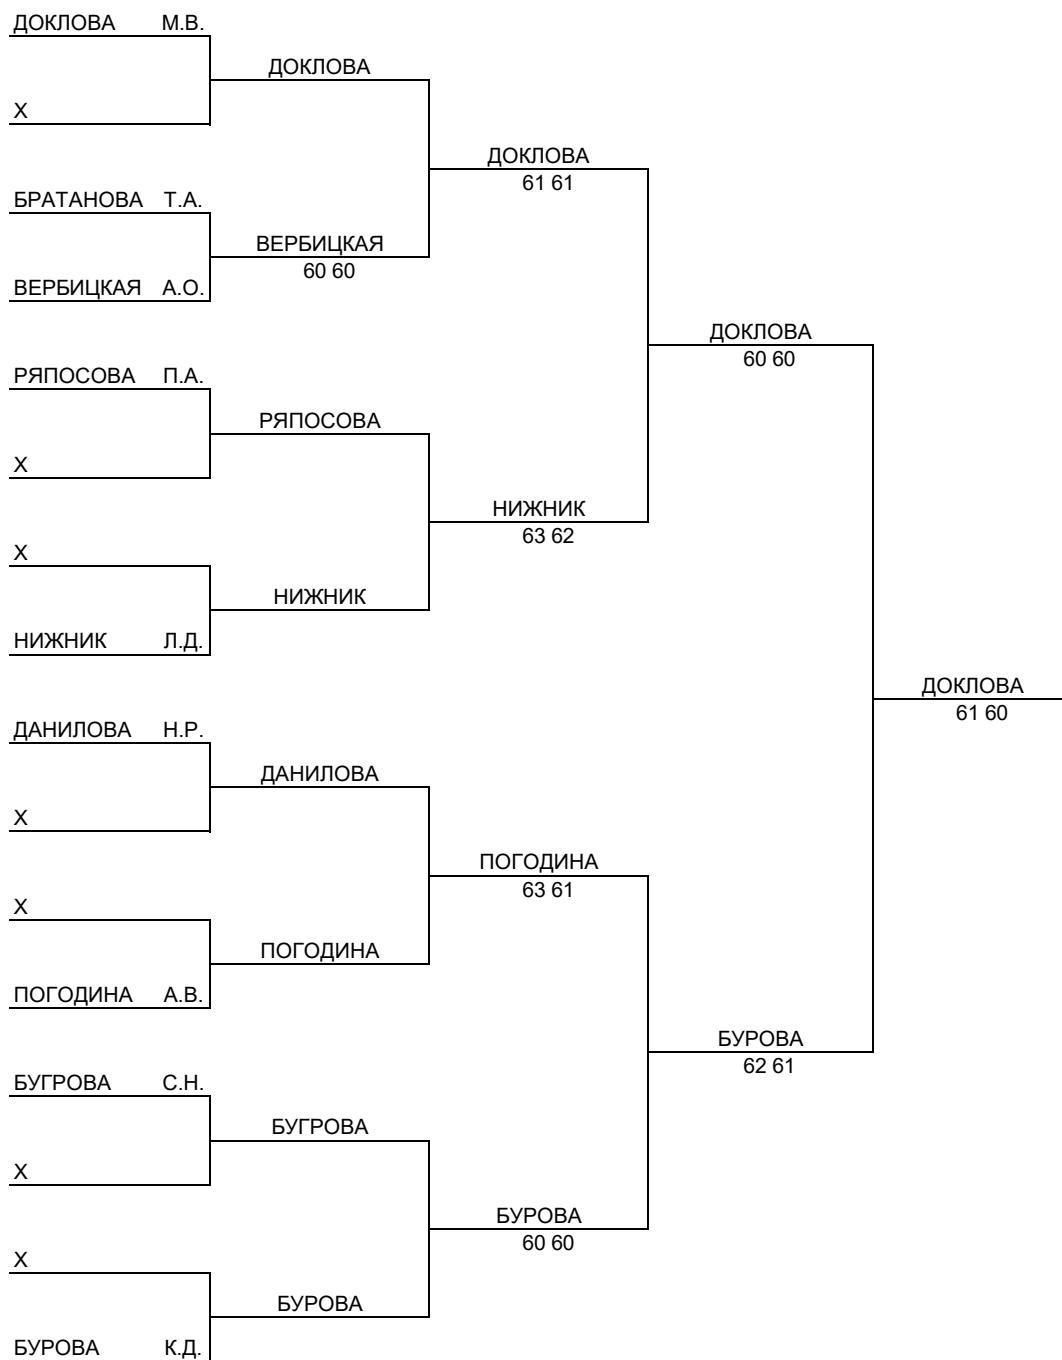 ДОКЛОВА М.В.
ДОКЛОВА
X
ДОКЛОВА
61 61
БРАТАНОВА Т.А.
ВЕРБИЦКАЯ
60 60
ВЕРБИЦКАЯ А.О.
ДОКЛОВА
60 60
РЯПОСОВА П.А.
РЯПОСОВА
X
НИЖНИК
63 62
X
НИЖНИК
НИЖНИК Л.Д.
ДОКЛОВА
61 60
ДАНИЛОВА Н.Р.
ДАНИЛОВА
X
ПОГОДИНА
63 61
X
ПОГОДИНА
ПОГОДИНА А.В.
БУРОВА
62 61
БУГРОВА С.Н.
БУГРОВА
X
БУРОВА
60 60
X
БУРОВА
БУРОВА К.Д.